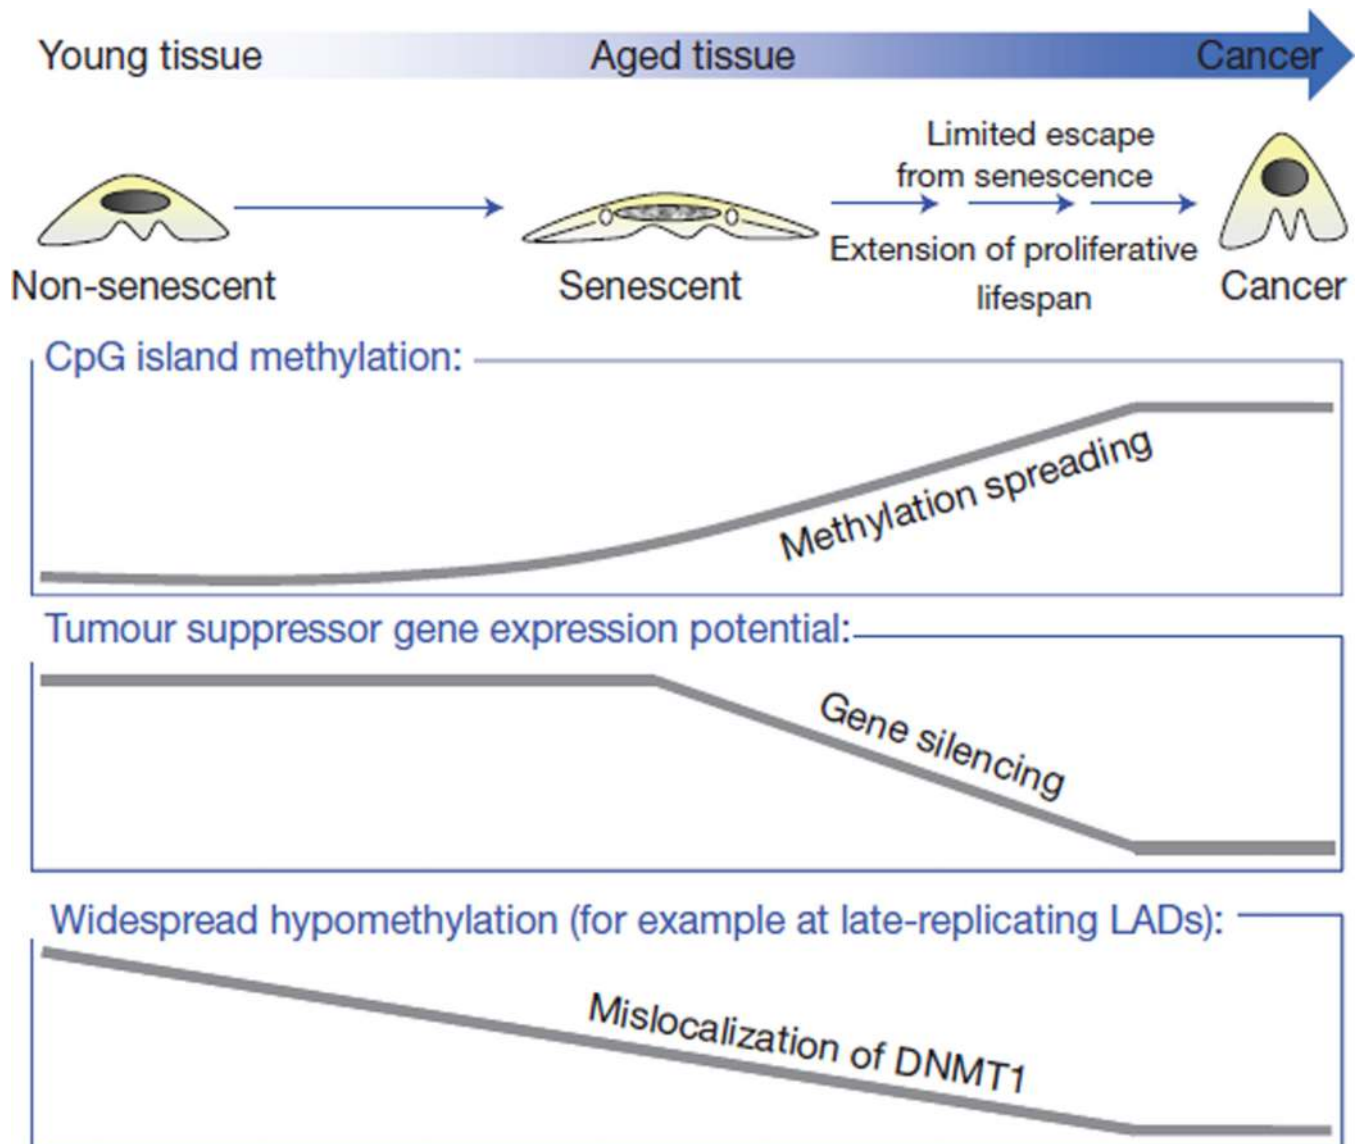 Young tissue
Aged tissue
Cancer
Limited escape
from senescence
Extension of proliferative
lifespan
Non-senescent
Senescent
Cancer
CpG island methylation:
Methylation spreading
Tumour suppressor gene expression potential:
Gene silencing
Widespread hypomethylation (for example at late-replicating LADs):
Mislocalization of DNMT1